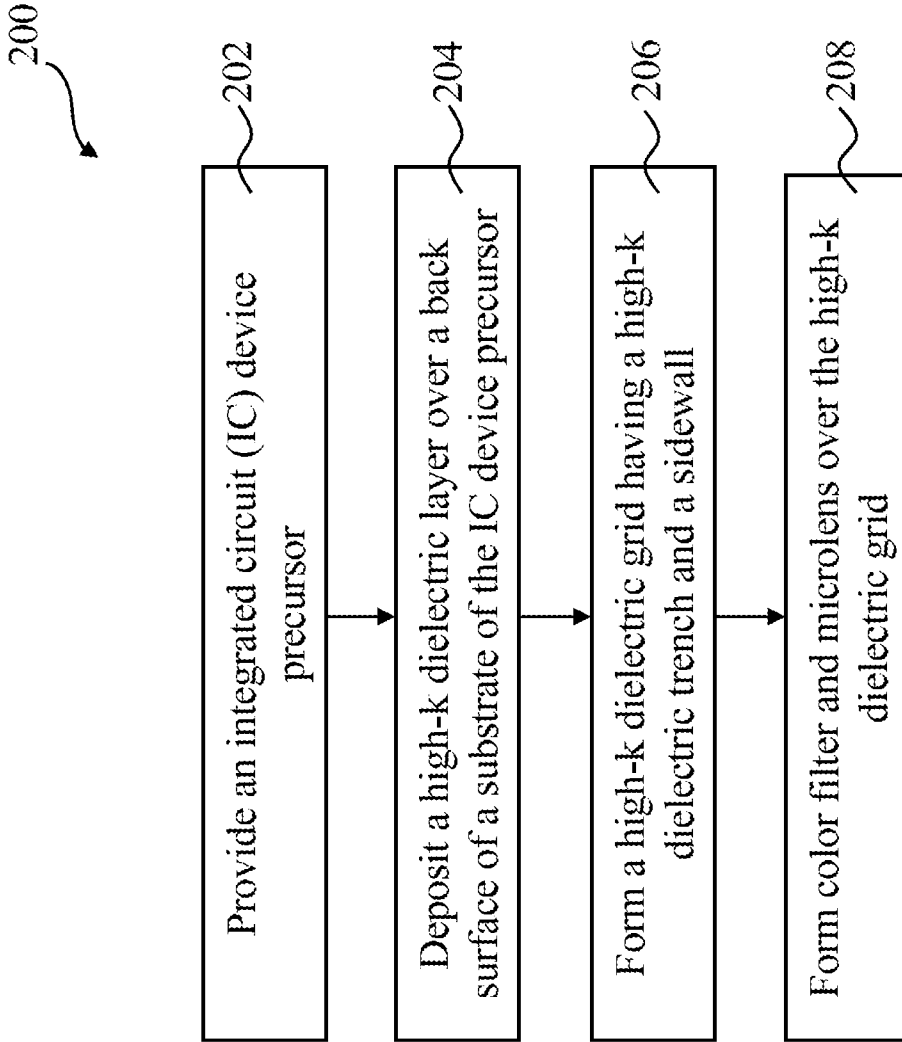 200
Provide an integrated circuit (IC) device
precursor
202
Deposit a high-k dielectric layer over a back
surface of a substrate of the IC device precursor
204
Form a high-k dielectric grid having a high-k
dielectric trench and a sidewall
206
Form color filter and microlens over the high-k
dielectric grid
208